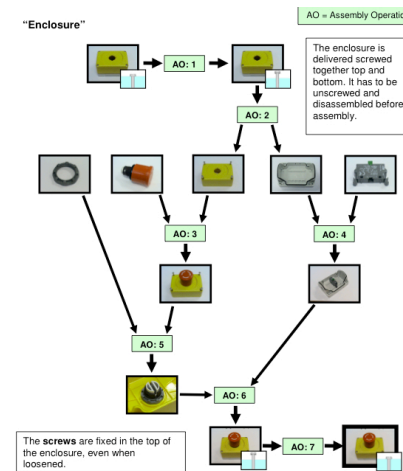 AO = Assembly Operatio
"Enclosure"
The enclosure is
delivered screwed
together top and
bottom. It has to be
unscrewed and
disassembled before
assembly.
AO: 1
AO: 2
AO: 3
AO: 4
AO: 5
AO: 6
AO: 7
The screws are fixed in the top of
the enclosure, even when
loosened.